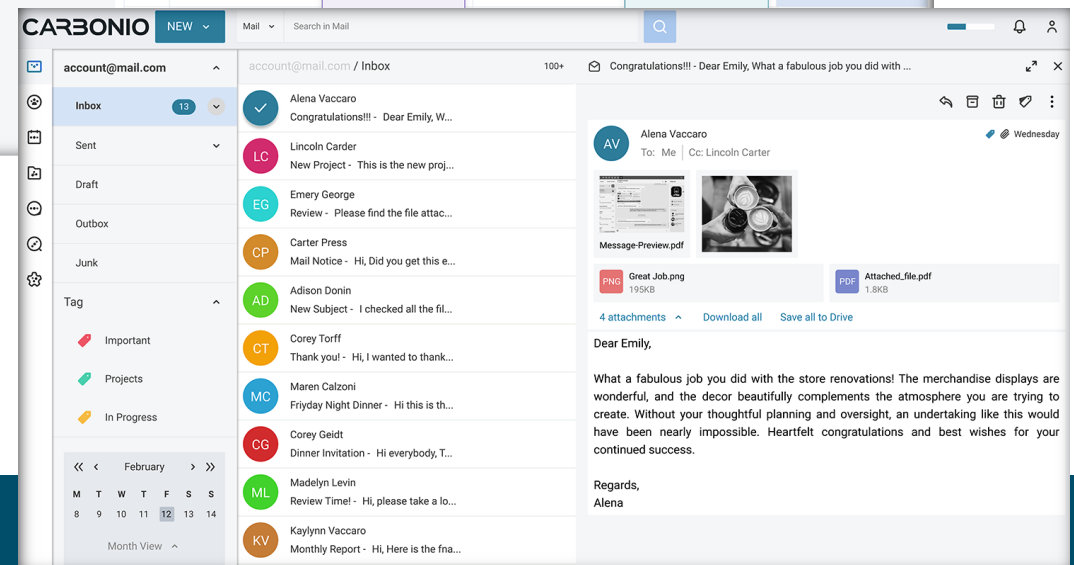 CARBONIO
NEW
Mail
Search in Mail
account@mail.com
Inbox
13
Sent
Draft
Outbox
Junk
Tag
Important
Projects
In Progress
February
M T W T F S S
8 9 10 11 12 13 14
Month View
account@mail.com / Inbox
100+
Alena Vaccaro
Congratulations!!! - Dear Emily, W...
LC
Lincoln Carder
New Project - This is the new proj...
EG
Emery George
Review - Please find the file attac...
CP
Carter Press
Mail Notice - Hi, Did you get this e...
AD
Adison Donin
New Subject - I checked all the fil...
CT
Corey Torff
Thank you! - Hi, I wanted to thank...
MC
Maren Calzoni
Friyday Night Dinner - Hi this is th...
CG
Corey Geidt
Dinner Invitation - Hi everybody, T...
ML
Madelyn Levin
Review Time! - Hi, please take a lo...
KV
Kaylynn Vaccaro
Monthly Report - Hi, Here is the fna...
Congratulations!!! - Dear Emily, What a fabulous job you did with ...
AV
Alena Vaccaro
Wednesday
To: Me | Cc: Lincoln Carter
Message-Preview.pdf
PNG
Great Job.png
195KB
PDF
Attached_file.pdf
1.8KB
4 attachments
Download all
Save all to Drive
Dear Emily,
What a fabulous job you did with the store renovations! The merchandise displays are
wonderful, and the decor beautifully complements the atmosphere you are trying to
create. Without your thoughtful planning and oversight, an undertaking like this would
have been nearly impossible. Heartfelt congratulations and best wishes for your
continued success.
Regards,
Alena